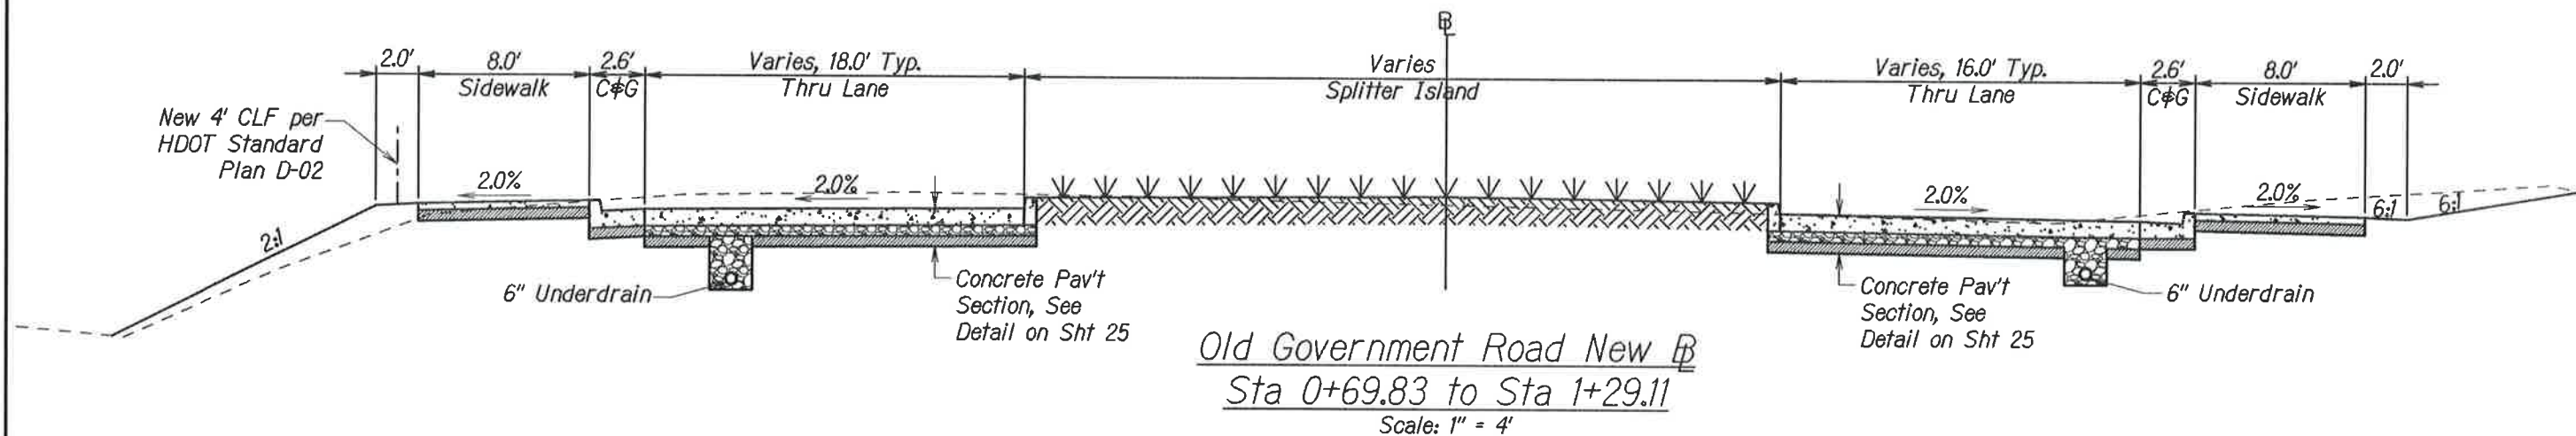 2.0'
8.0'
Sidewalk
2.6'
C&G
Varies, 18.0' Typ.
Thru Lane
Varies
Splitter Island
BL
Varies, 16.0' Typ.
Thru Lane
2.6'
C&G
8.0'
Sidewalk
2.0'
New 4' CLF per
HDOT Standard
Plan D-02
2:1
2.0%
2.0%
2.0%
2.0%
6:1
6:1
6" Underdrain
Concrete Pav't
Section, See
Detail on Sht 25
Concrete Pav't
Section, See
Detail on Sht 25
6" Underdrain
Old Government Road New BL
Sta 0+69.83 to Sta 1+29.11
Scale: 1" = 4'